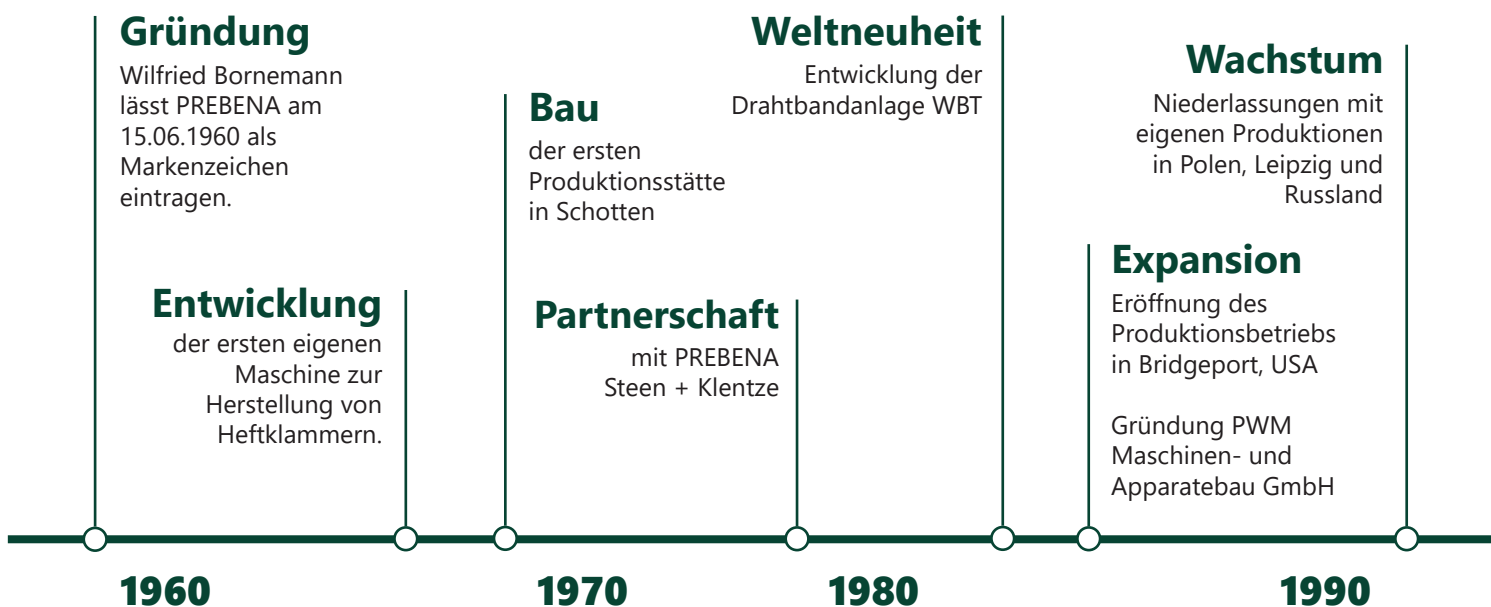 Gründung
Wilfried Bornemann
lässt PREBENA am
15.06.1960 als
Markenzeichen
eintragen.
Entwicklung
der ersten eigenen
Maschine zur
Herstellung von
Heftklammern.
Bau
der ersten
Produktionsstätte
in Schotten
Partnerschaft
mit PREBENA
Steen + Klentze
Weltneuheit
Entwicklung der
Drahtbandanlage WBT
Expansion
Eröffnung des
Produktionsbetriebs
in Bridgeport, USA
Gründung PWM
Maschinen- und
Apparatebau GmbH
Wachstum
Niederlassungen mit
eigenen Produktionen
in Polen, Leipzig und
Russland
1960
1970
1980
1990